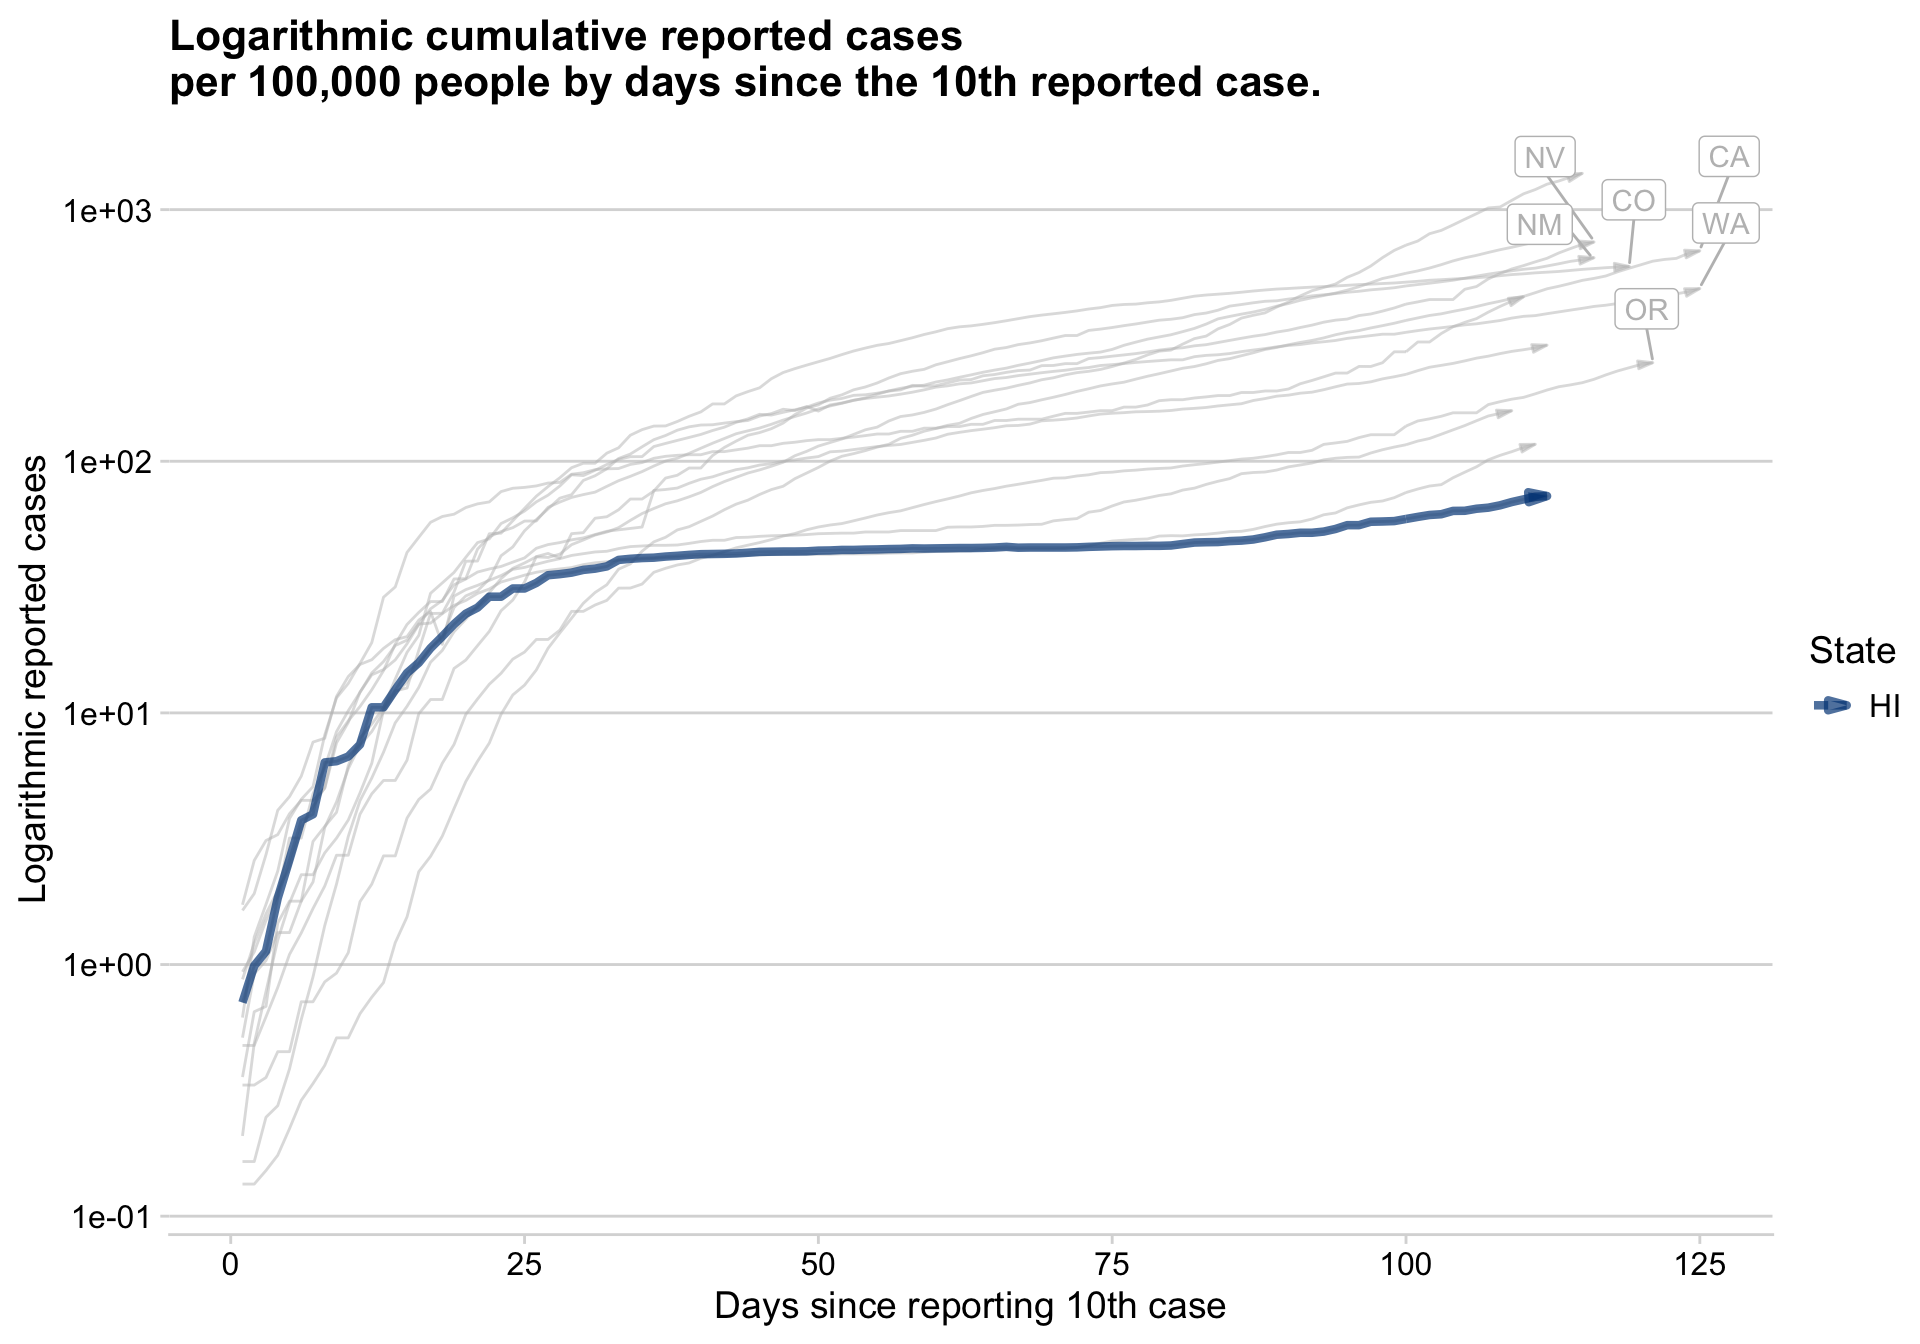 Logarithmic cumulative reported cases
per 100,000 people by days since the 10th reported case.
Logarithmic reported cases
1e+03
1e+02
1e+01
1e+00
1e-01
NV
CA
CO
NM
WA
OR
State
HI
0
25
50
75
100
125
Days since reporting 10th case